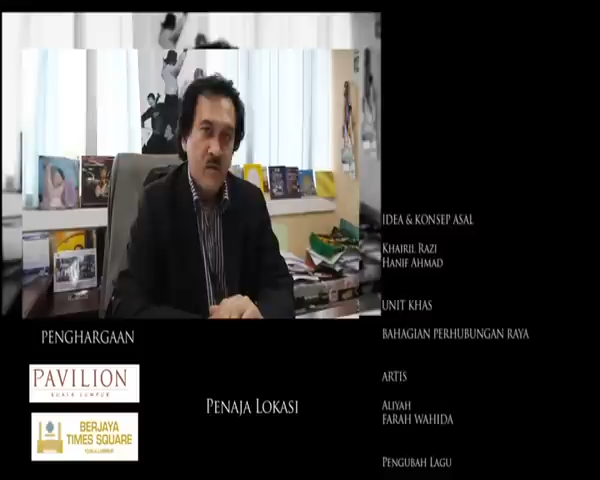 PENGHARGAAN
PAVILION
KUALA LUMPUR
BERJAYA
TIMES SQUARE
PENAJA LOKASI
IDEA & KONSEP ASAL
KHAIRIL RAZI
HANIF AHMAD
UNIT KHAS
BAHAGIAN PERHUBUNGAN RAYA
ARTIS
ALIYAH
FARAH WAHIDA
PENGUBAH LAGU